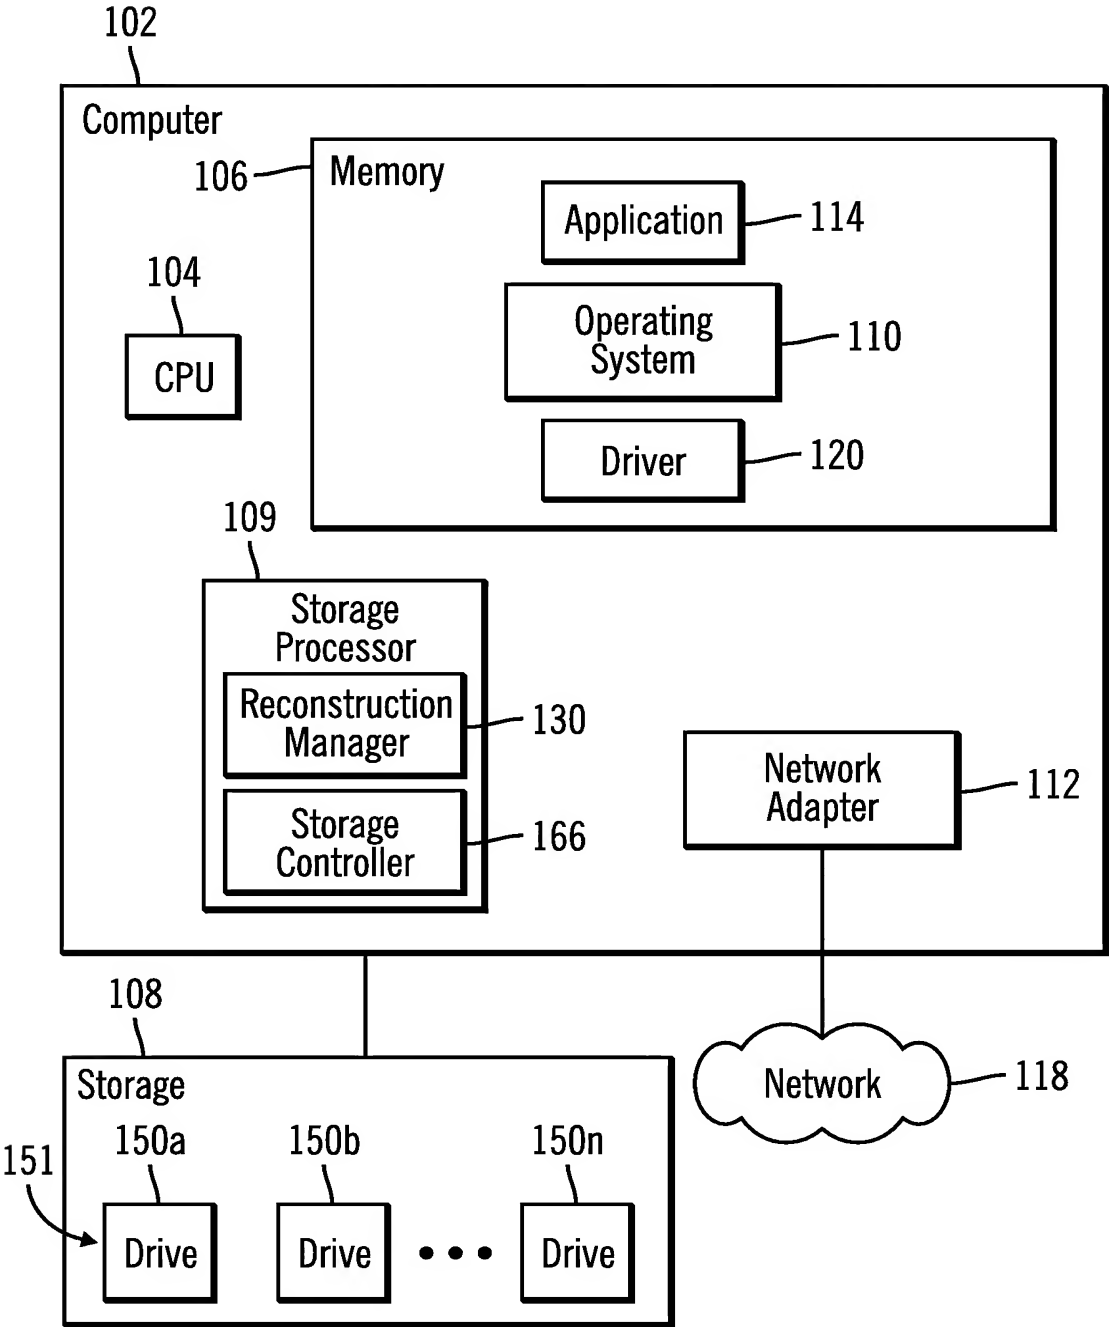 102
Computer
106
Memory
Application
114
104
CPU
Operating
System
110
Driver
120
109
Storage
Processor
Reconstruction
Manager
130
Storage
Controller
166
Network
Adapter
112
108
Storage
Network
118
151
150a
150b
150n
Drive
Drive
Drive